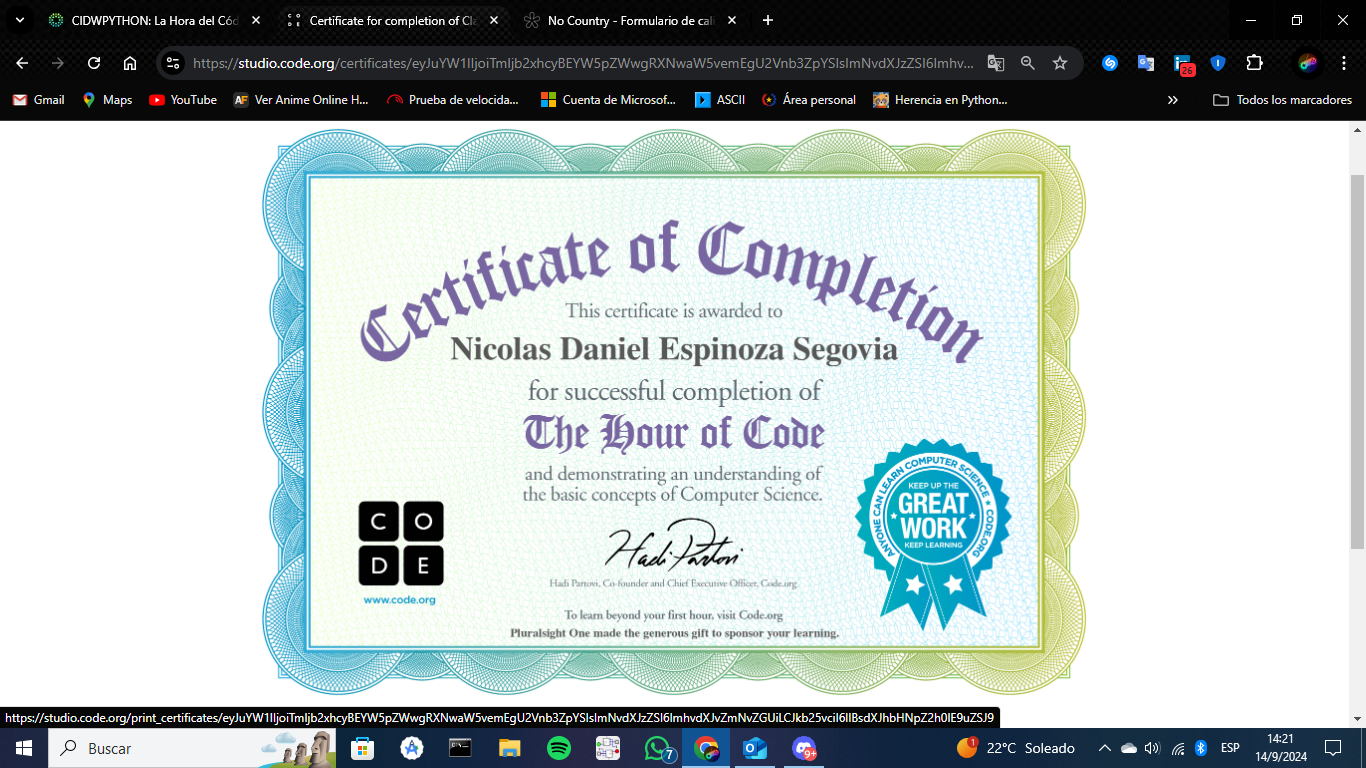 CIDWPYTHON: La Hora del Cód
Certificate for completion of Cla
No Country - Formulario de cali
https://studio.code.org/certificates/eyJuYW1lIjoiTmljb2xhcyBEYW5pZWwgRXNwaW5vemEgU2Vnb3ZpYSIsImNvdXJzZSI6Imhv...
26
Gmail
Maps
YouTube
Ver Anime Online H...
Prueba de velocida...
Cuenta de Microsof...
ASCII
Área personal
Herencia en Python...
»
Todos los marcadores
Certificate of Completion
This certificate is awarded to
Nicolas Daniel Espinoza Segovia
for successful completion of
The Hour of Code
and demonstrating an understanding of
the basic concepts of Computer Science.
Hadi Partovi
Hadi Partovi, Co-founder and Chief Executive Officer, Code.org
To learn beyond your first hour, visit Code.org
Pluralsight One made the generous gift to sponsor your learning.
C O
D E
www.code.org
ANYONE CAN LEARN COMPUTER SCIENCE
CODE.ORG
KEEP UP THE
GREAT
WORK
KEEP LEARNING
https://studio.code.org/print_certificates/eyJuYW1lIjoiTmljb2xhcyBEYW5pZWwgRXNwaW5vemEgU2Vnb3ZpYSIsImNvdXJzZSI6ImhvdXJvZmNvZGUiLCJkb25vciI6IlBsdXJhbHNpZ2h0IE9uZSJ9
Buscar
7
9+
1
22°C Soleado
ESP
14:21
14/9/2024